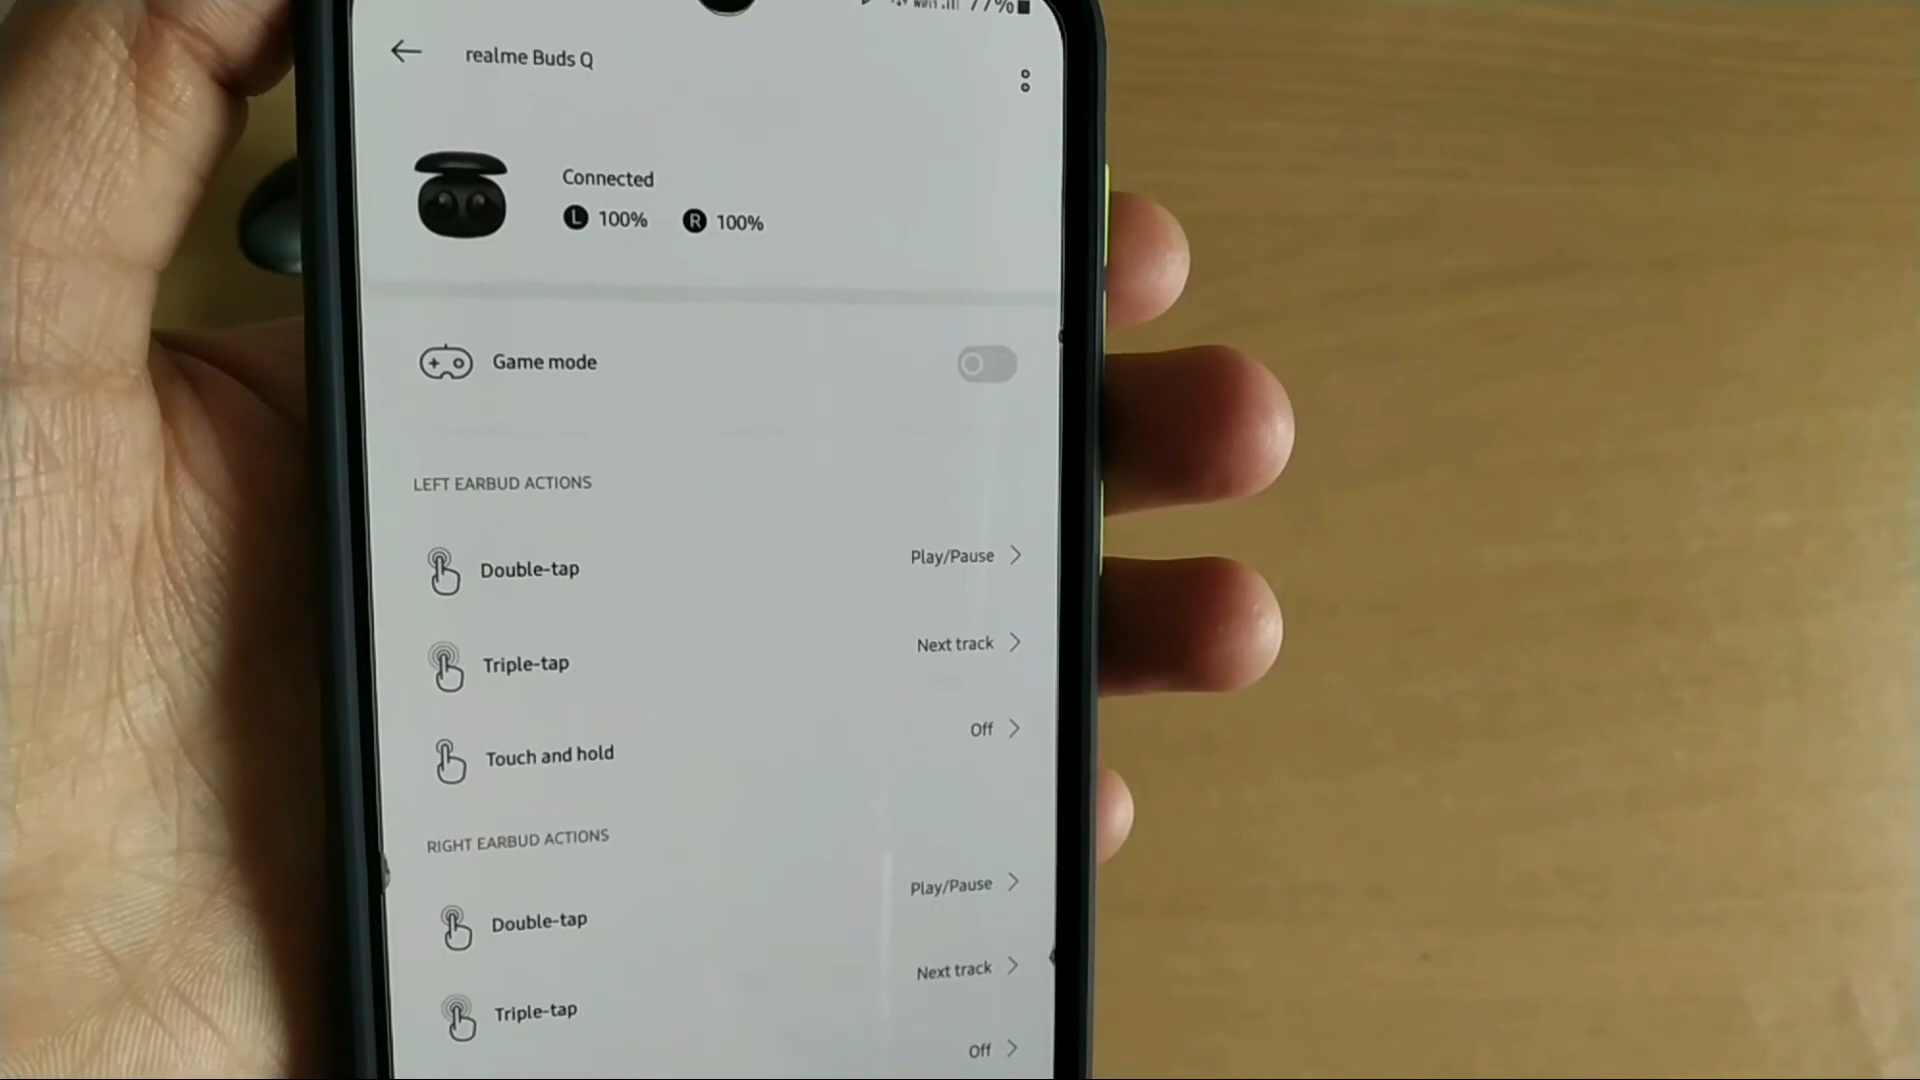 77%
realme Buds Q
Connected
L 100% R 100%
Game mode
LEFT EARBUD ACTIONS
Double-tap Play/Pause
Triple-tap Next track
Touch and hold Off
RIGHT EARBUD ACTIONS
Double-tap Play/Pause
Triple-tap Next track
Off